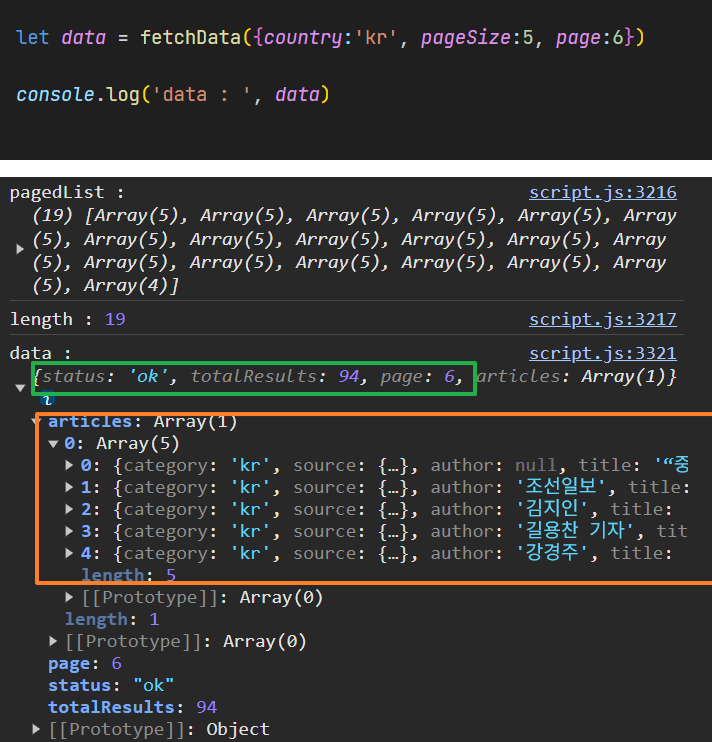 let data = fetchData({country:'kr', pageSize:5, page:6})
console.log('data : ', data)
pagedList : script.js:3216
(19) [Array(5), Array(5), Array(5), Array(5), Array(5), Array
(5), Array(5), Array(5), Array(5), Array(5), Array(5), Array
(5), Array(5), Array(5), Array(5), Array(5), Array(5), Array
(5), Array(4)]
length : 19 script.js:3217
data : script.js:3321
{status: 'ok', totalResults: 94, page: 6, articles: Array(1)}
i
articles: Array(1)
0: Array(5)
0: {category: 'kr', source: {…}, author: null, title: '“중
1: {category: 'kr', source: {…}, author: '조선일보', title:
2: {category: 'kr', source: {…}, author: '김지인', title:
3: {category: 'kr', source: {…}, author: '길용찬 기자', tit
4: {category: 'kr', source: {…}, author: '강경주', title:
length: 5
[[Prototype]]: Array(0)
length: 1
[[Prototype]]: Array(0)
page: 6
status: "ok"
totalResults: 94
[[Prototype]]: Object